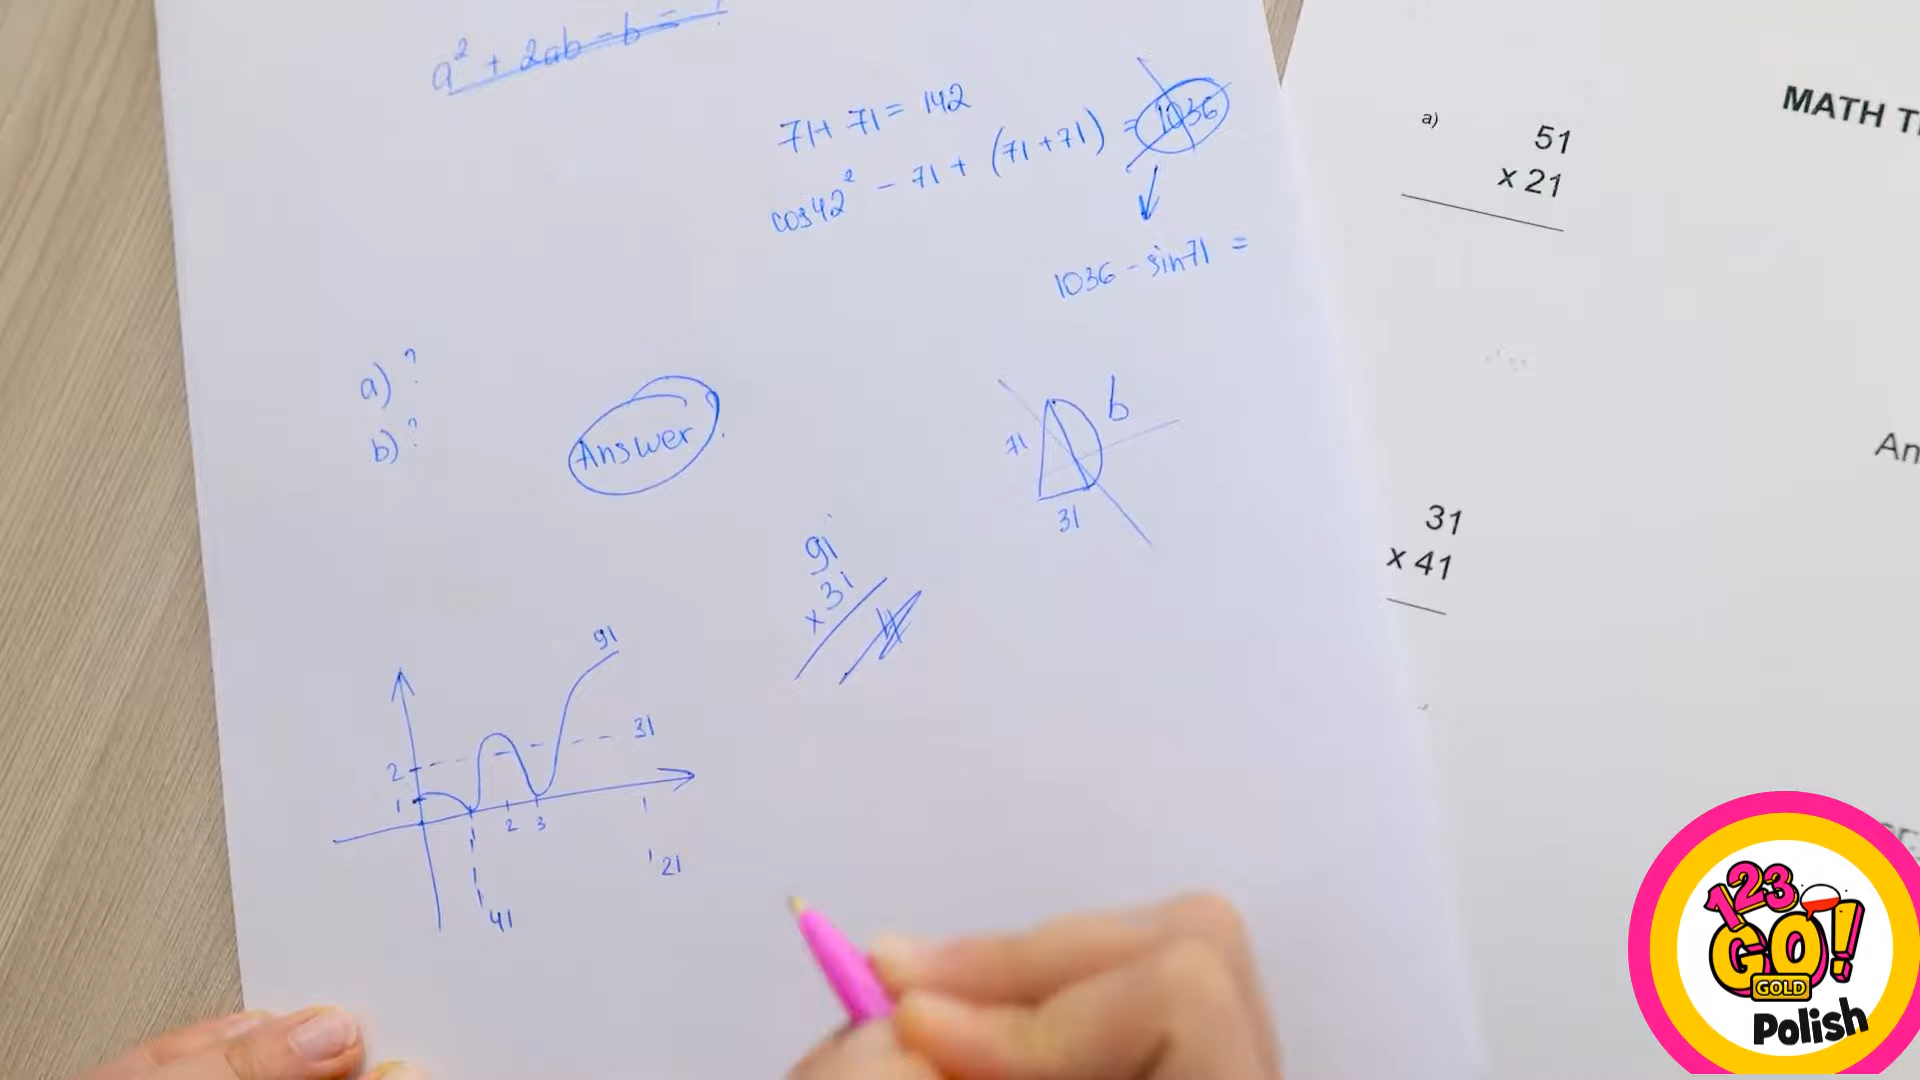 a² + 2ab - b = ?
71 + 71 = 142
cos42² - 71 + (71 + 71) = 1036
1036 - sin71 =
a) ?
b) ?
Answer
71
b
31
91
x 31
91
31
2
1
2
3
21
41
MATH T
a)
51
x 21
An
31
x 41
123
GO!
GOLD
Polish